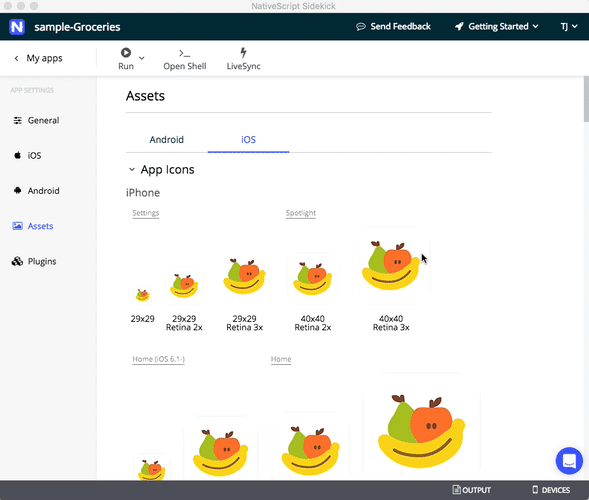 NativeScript Sidekick
N sample-Groceries Send Feedback Getting Started TJ
My apps Run Open Shell LiveSync
APP SETTINGS
General
iOS
Android
Assets
Plugins
Assets
Android iOS
App Icons
iPhone
Settings Spotlight
29x29 29x29 29x29 40x40 40x40
Retina 2x Retina 3x Retina 2x Retina 3x
Home (iOS 6.1-) Home
OUTPUT DEVICES